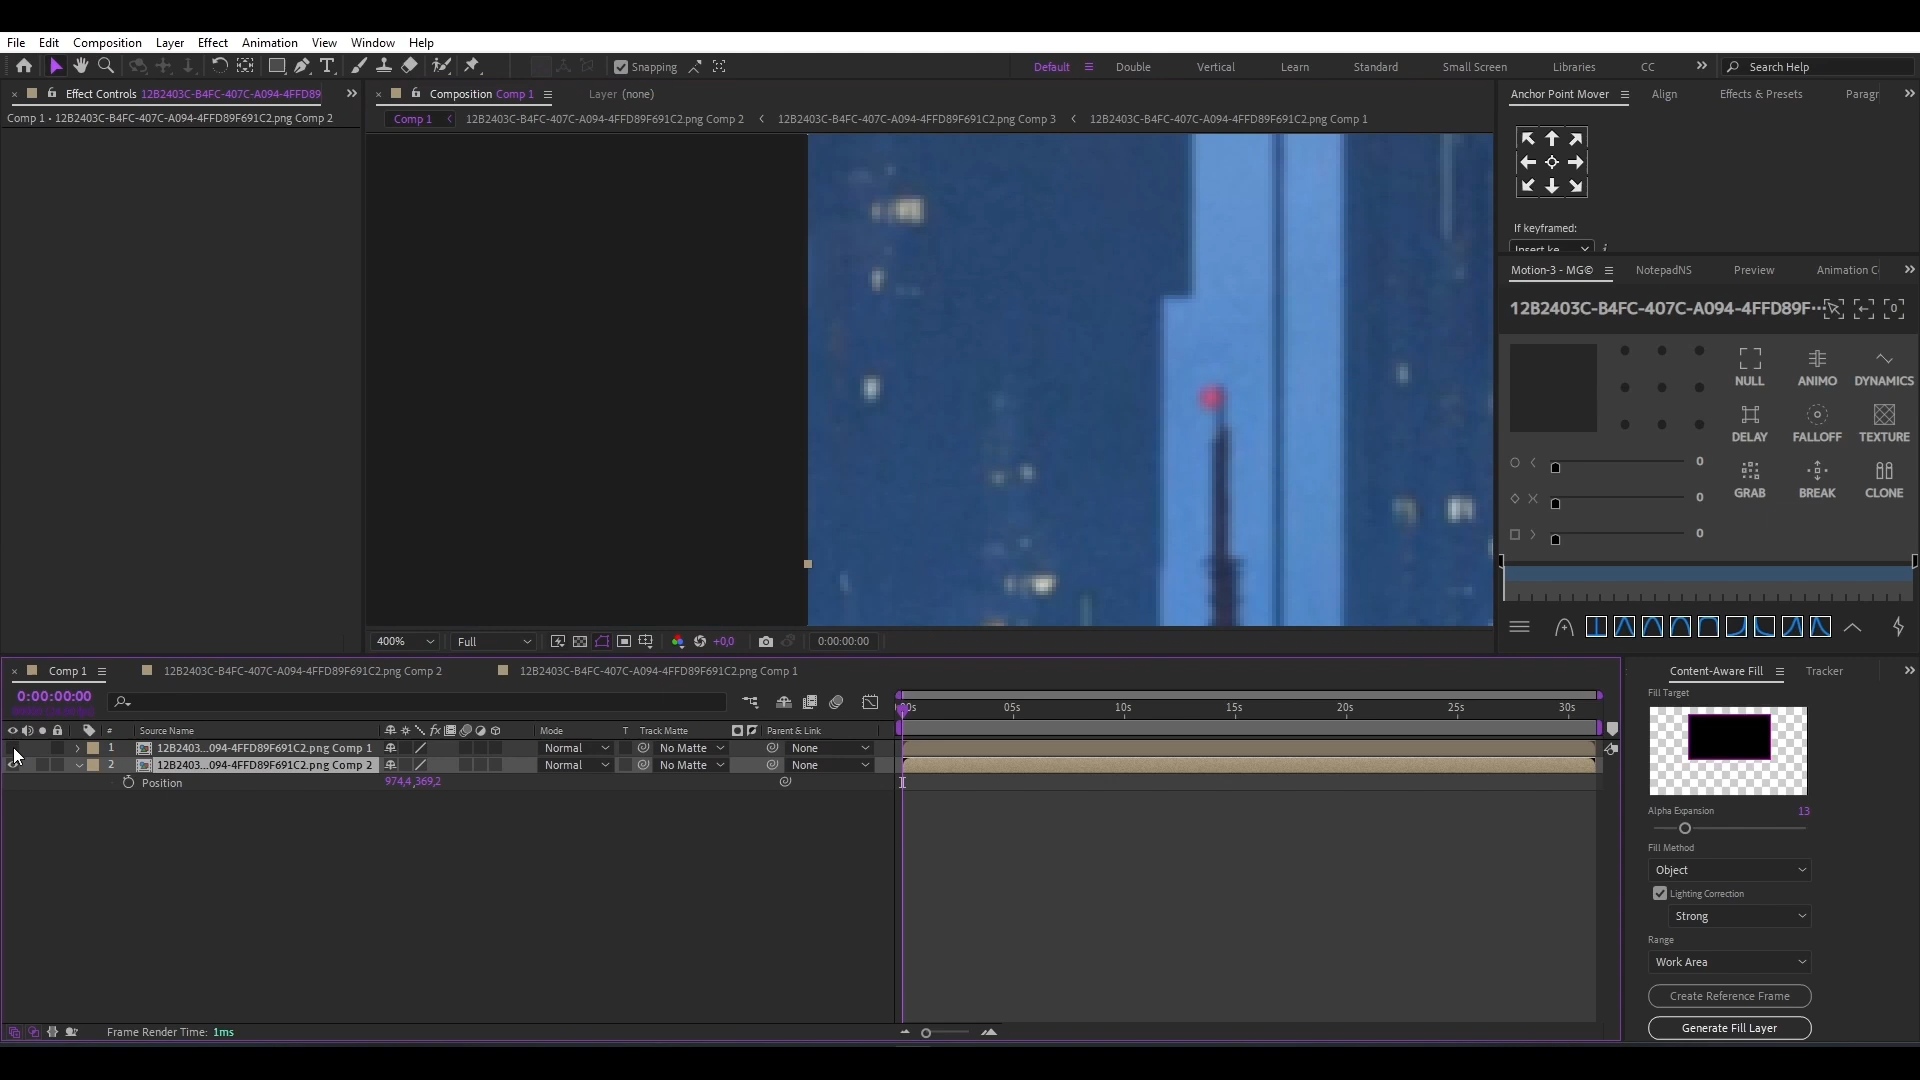 File Edit Composition Layer Effect Animation View Window Help
Snapping
Default Double Vertical Learn Standard Small Screen Libraries CC Search Help
Effect Controls 12B2403C-B4FC-407C-A094-4FFD89
Comp 1 • 12B2403C-B4FC-407C-A094-4FFD89F691C2.png Comp 2
Composition Comp 1 Layer (none)
Comp 1 12B2403C-B4FC-407C-A094-4FFD89F691C2.png Comp 2 12B2403C-B4FC-407C-A094-4FFD89F691C2.png Comp 3 12B2403C-B4FC-407C-A094-4FFD89F691C2.png Comp 1
400% Full +0,0 0:00:00:00
Anchor Point Mover Align Effects & Presets Paragr
If keyframed:
Insert ke
Motion-3 - MG© NotepadNS Preview Animation C
12B2403C-B4FC-407C-A094-4FFD89F···
NULL ANIMO DYNAMICS
DELAY FALLOFF TEXTURE
GRAB BREAK CLONE
0
0
0
Comp 1 12B2403C-B4FC-407C-A094-4FFD89F691C2.png Comp 2 12B2403C-B4FC-407C-A094-4FFD89F691C2.png Comp 1
0:00:00:00
# Source Name Mode T Track Matte Parent & Link
1 12B2403...094-4FFD89F691C2.png Comp 1 Normal No Matte None
2 12B2403...094-4FFD89F691C2.png Comp 2 Normal No Matte None
Position 974,4,369,2
:00s 05s 10s 15s 20s 25s 30s
Frame Render Time: 1ms
Content-Aware Fill Tracker
Fill Target
Alpha Expansion 13
Fill Method
Object
Lighting Correction
Strong
Range
Work Area
Create Reference Frame
Generate Fill Layer